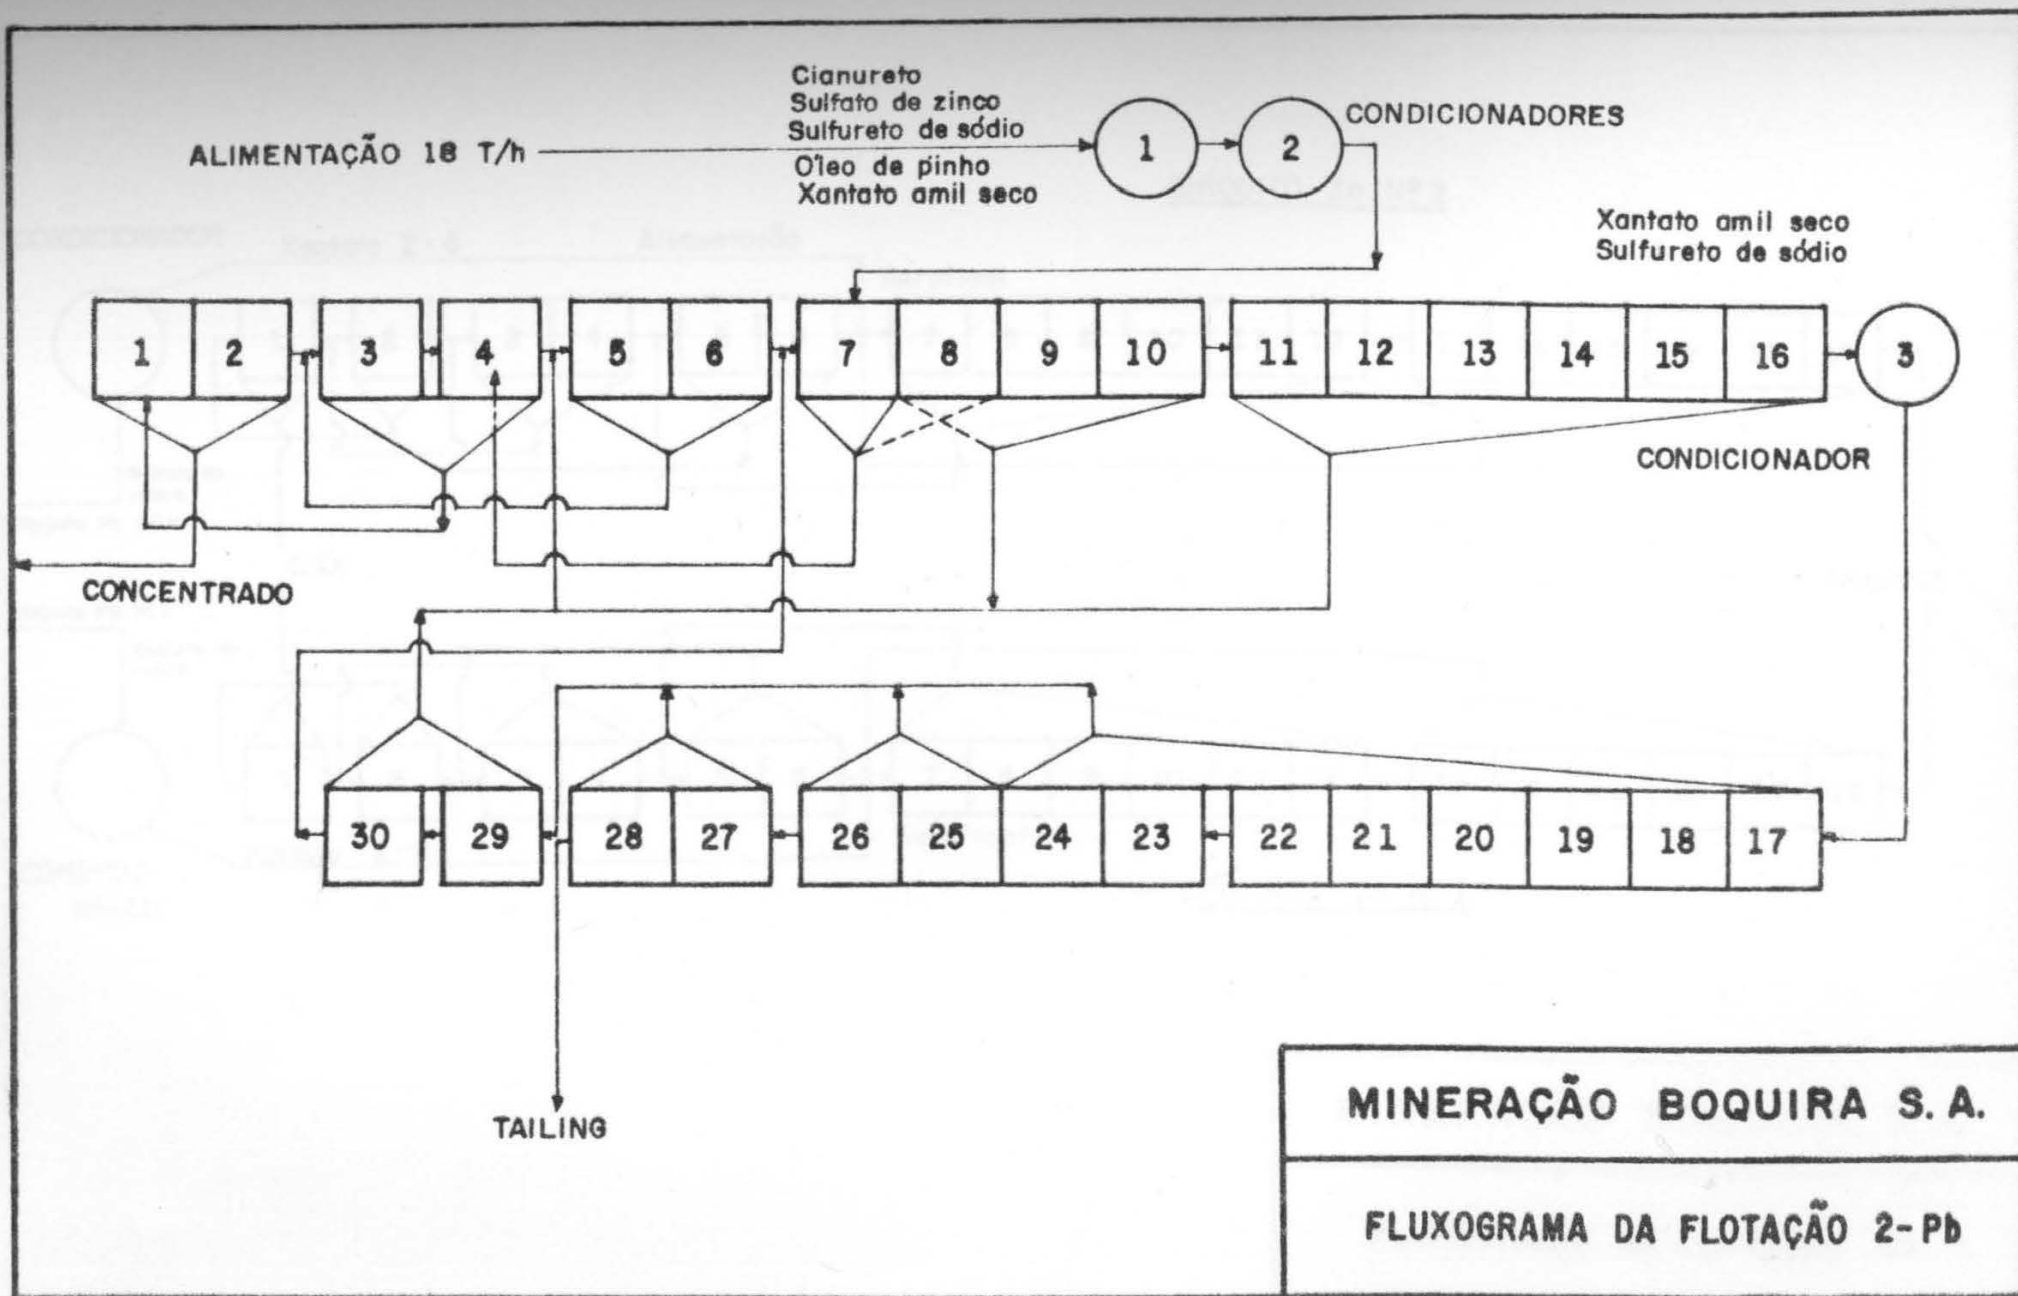 Cianureto
Sulfato de zinco
Sulfureto de sódio
ALIMENTAÇÃO 18 T/h
Óleo de pinho
Xantato amil seco
1
2
CONDICIONADORES
Xantato amil seco
Sulfureto de sódio
1 2 3 4 5 6 7 8 9 10 11 12 13 14 15 16 3
CONDICIONADOR
CONCENTRADO
30 29 28 27 26 25 24 23 22 21 20 19 18 17
TAILING
MINERAÇÃO BOQUIRA S. A.
FLUXOGRAMA DA FLOTAÇÃO 2-Pb